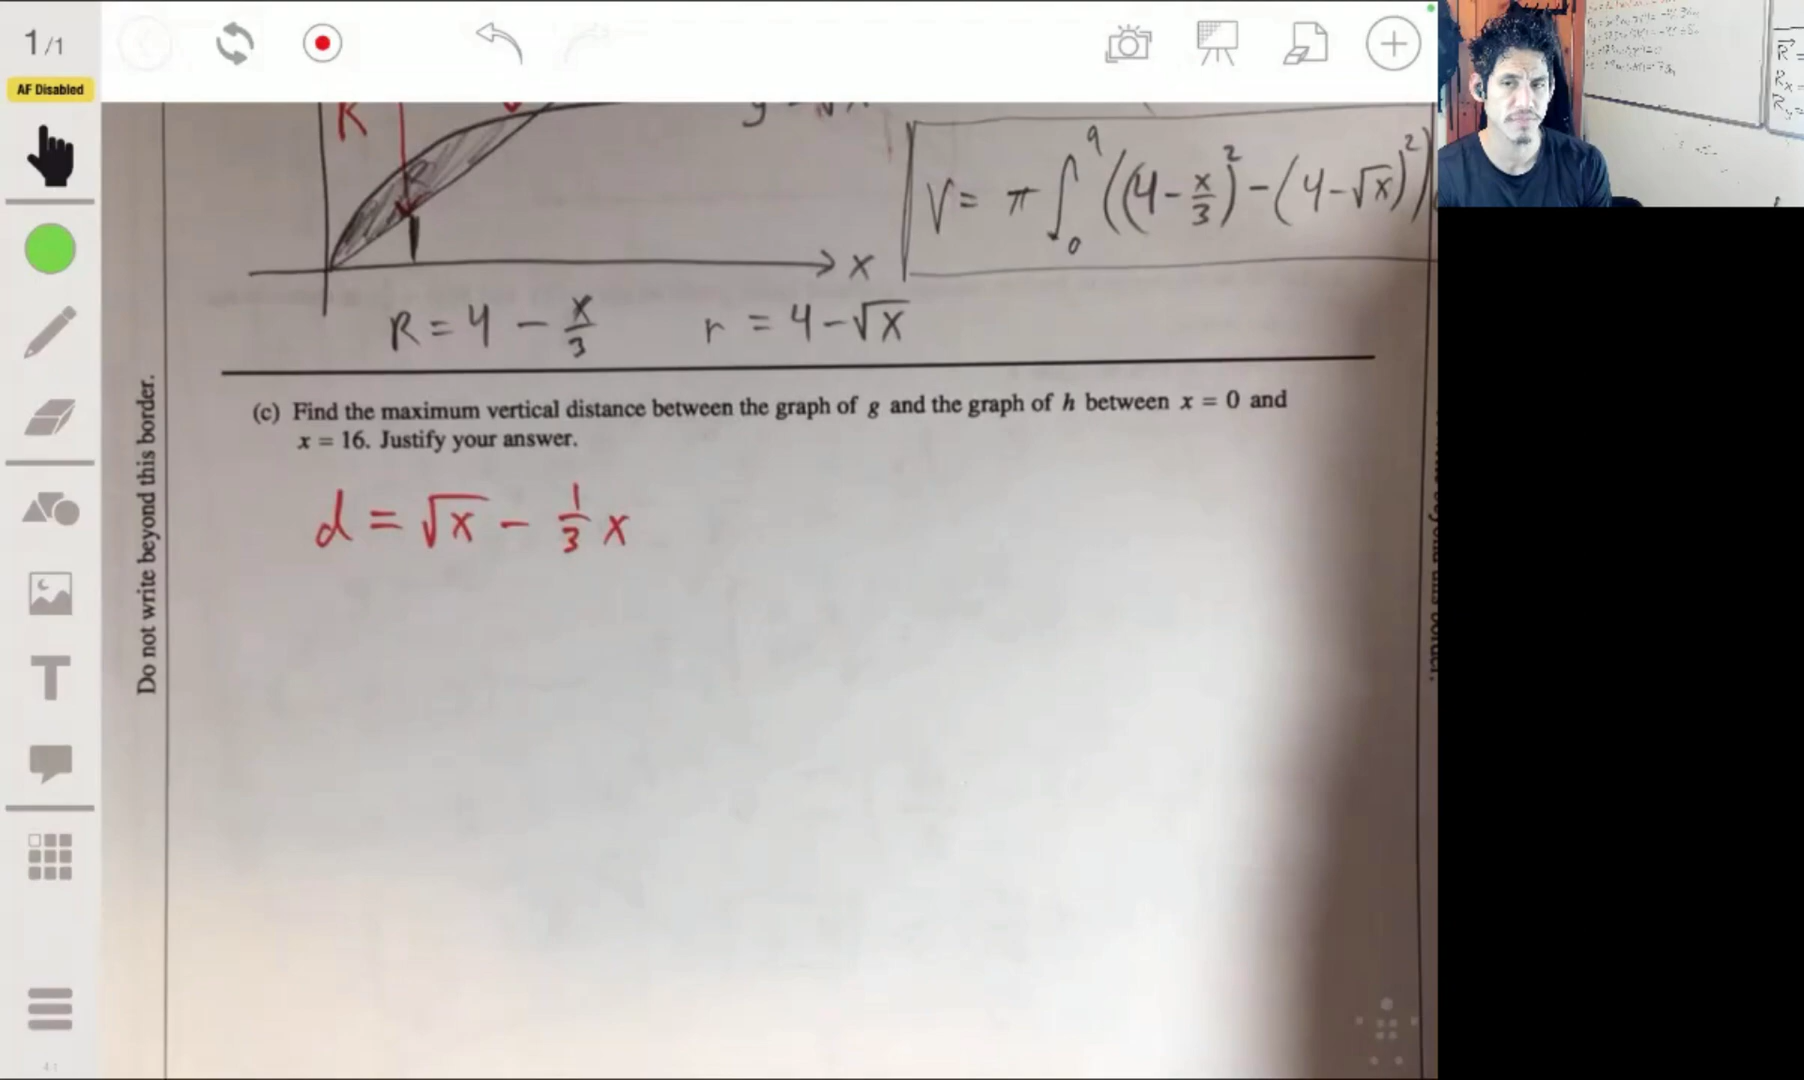 1/1
AF Disabled
R
y = √x
V = π ∫₀⁹ ((4 - x/3)² - (4 - √x)²)
x
R = 4 - x/3 r = 4 - √x
Do not write beyond this border.
(c) Find the maximum vertical distance between the graph of g and the graph of h between x = 0 and
x = 16. Justify your answer.
d = √x - 1/3 x
T
R =
Rx =
Ry =